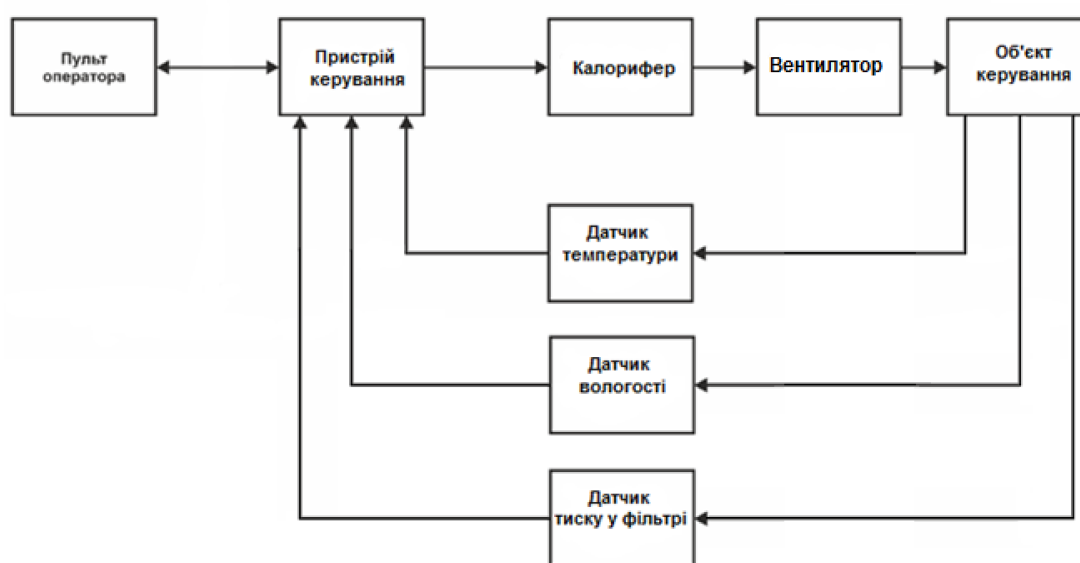 Пульт
оператора
Пристрій
керування
Калорифер
Вентилятор
Об'єкт
керування
Датчик
температури
Датчик
вологості
Датчик
тиску у фільтрі